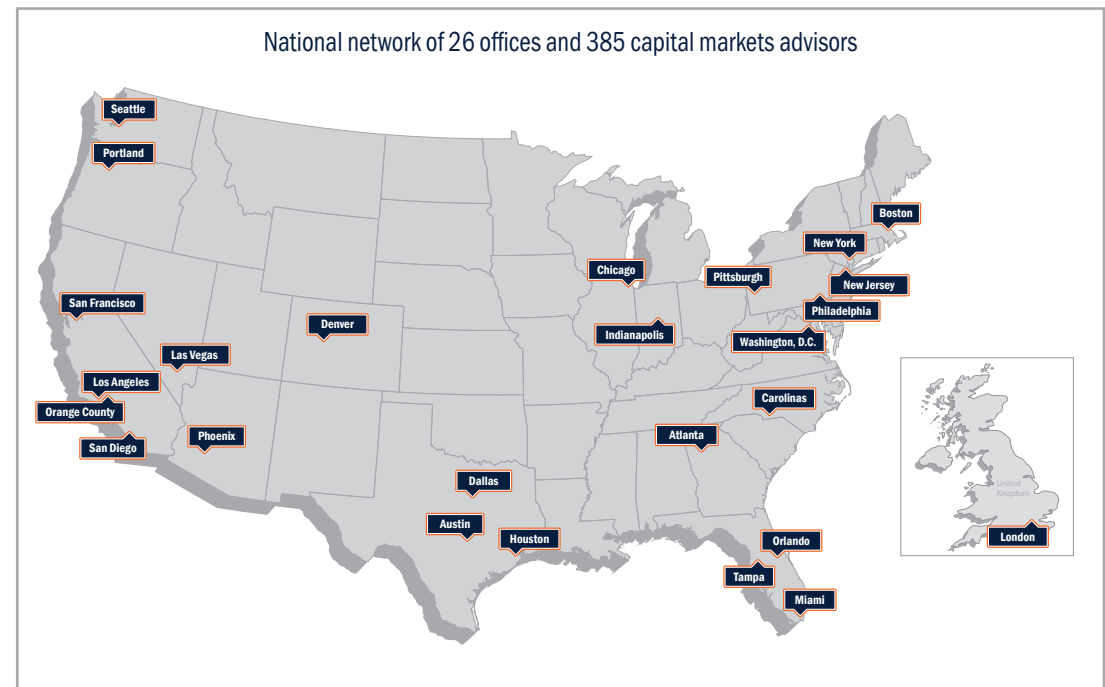 National network of 26 offices and 385 capital markets advisors
Seattle
Portland
Boston
New York
Chicago
Pittsburgh
New Jersey
San Francisco
Philadelphia
Denver
Indianapolis
Washington, D.C.
Las Vegas
Los Angeles
Carolinas
Orange County
Phoenix
Atlanta
San Diego
Dallas
United
Kingdom
Austin
London
Houston
Orlando
Tampa
Miami